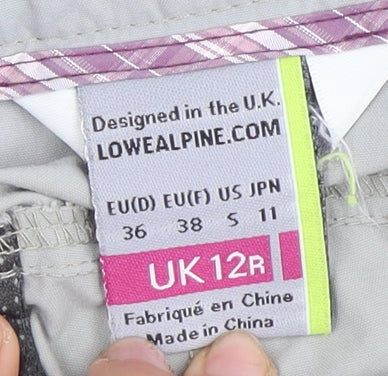 Designed in the U.K.
LOWEALPINE.COM
EU(D) EU(F) US JPN
36 38 S 11
UK 12R
Fabriqué en Chine
Made in China